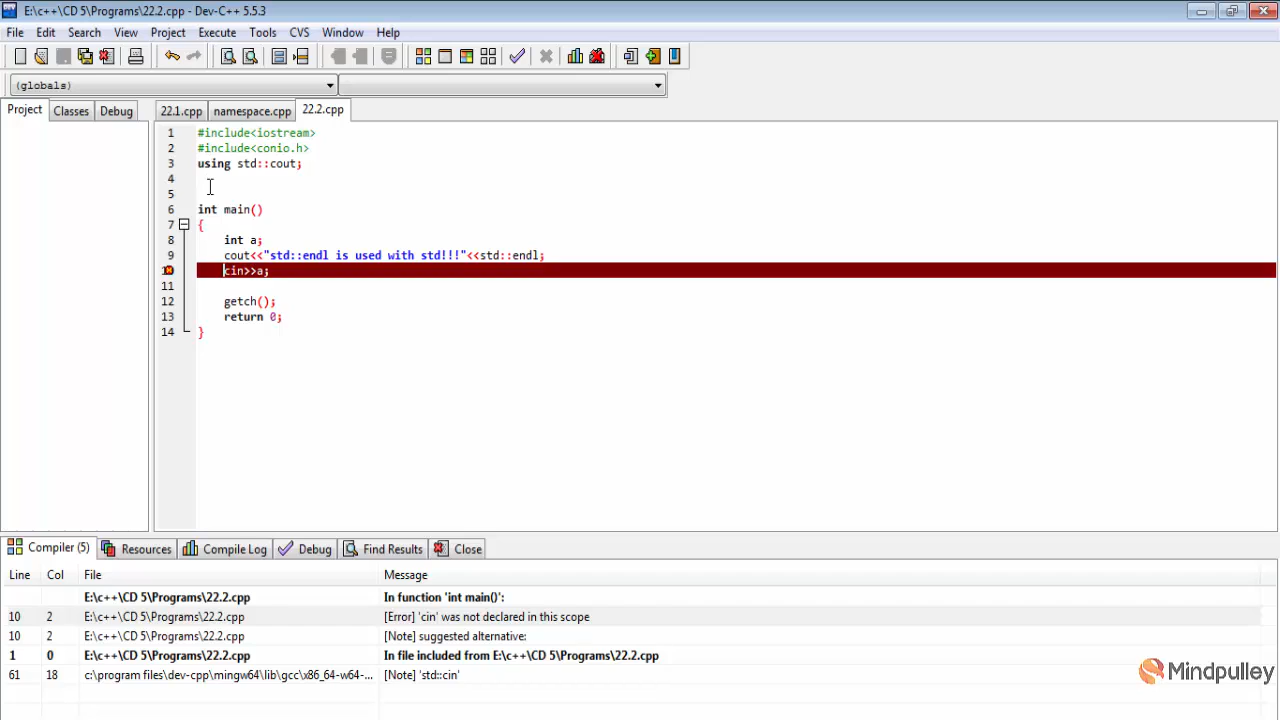 E:\c++\CD 5\Programs\22.2.cpp - Dev-C++ 5.5.3
File Edit Search View Project Execute Tools CVS Window Help
(globals)
Project Classes Debug 22.1.cpp namespace.cpp 22.2.cpp
1 #include<iostream>
2 #include<conio.h>
3 using std::cout;
4
5
6 int main()
7 {
8 int a;
9 cout<<"std::endl is used with std!!!"<<std::endl;
cin>>a;
11
12 getch();
13 return 0;
14 }
Compiler (5) Resources Compile Log Debug Find Results Close
Line Col File Message
E:\c++\CD 5\Programs\22.2.cpp In function 'int main()':
10 2 E:\c++\CD 5\Programs\22.2.cpp [Error] 'cin' was not declared in this scope
10 2 E:\c++\CD 5\Programs\22.2.cpp [Note] suggested alternative:
1 0 E:\c++\CD 5\Programs\22.2.cpp In file included from E:\c++\CD 5\Programs\22.2.cpp
61 18 c:\program files\dev-cpp\mingw64\lib\gcc\x86_64-w64-... [Note] 'std::cin'
Mindpulley